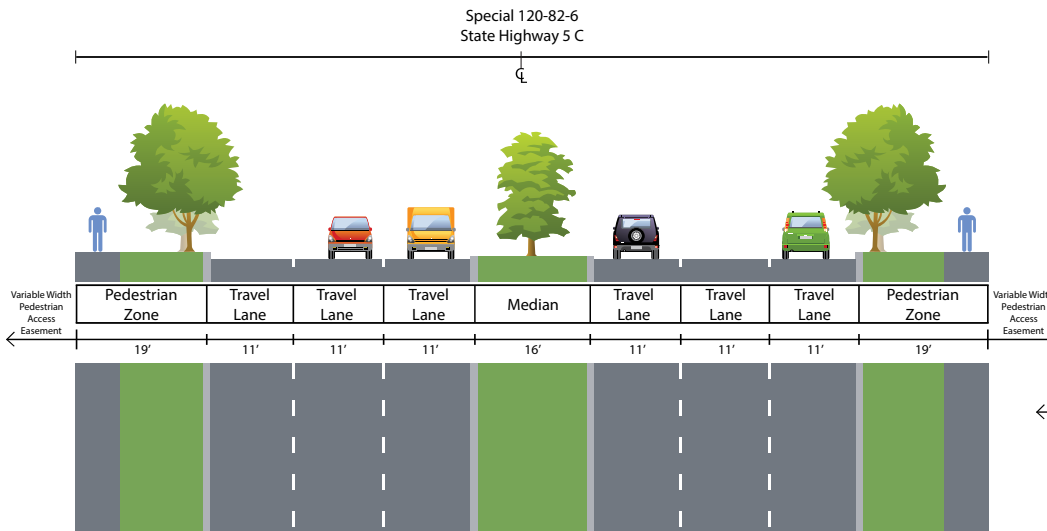 Special 120-82-6
State Highway 5 C
℄
Variable Width
Pedestrian
Access
Easement
Pedestrian
Zone
Travel
Lane
Travel
Lane
Travel
Lane
Median
Travel
Lane
Travel
Lane
Travel
Lane
Pedestrian
Zone
Variable Widt
Pedestrian
Access
Easement
19’
11’
11’
11’
16’
11’
11’
11’
19’